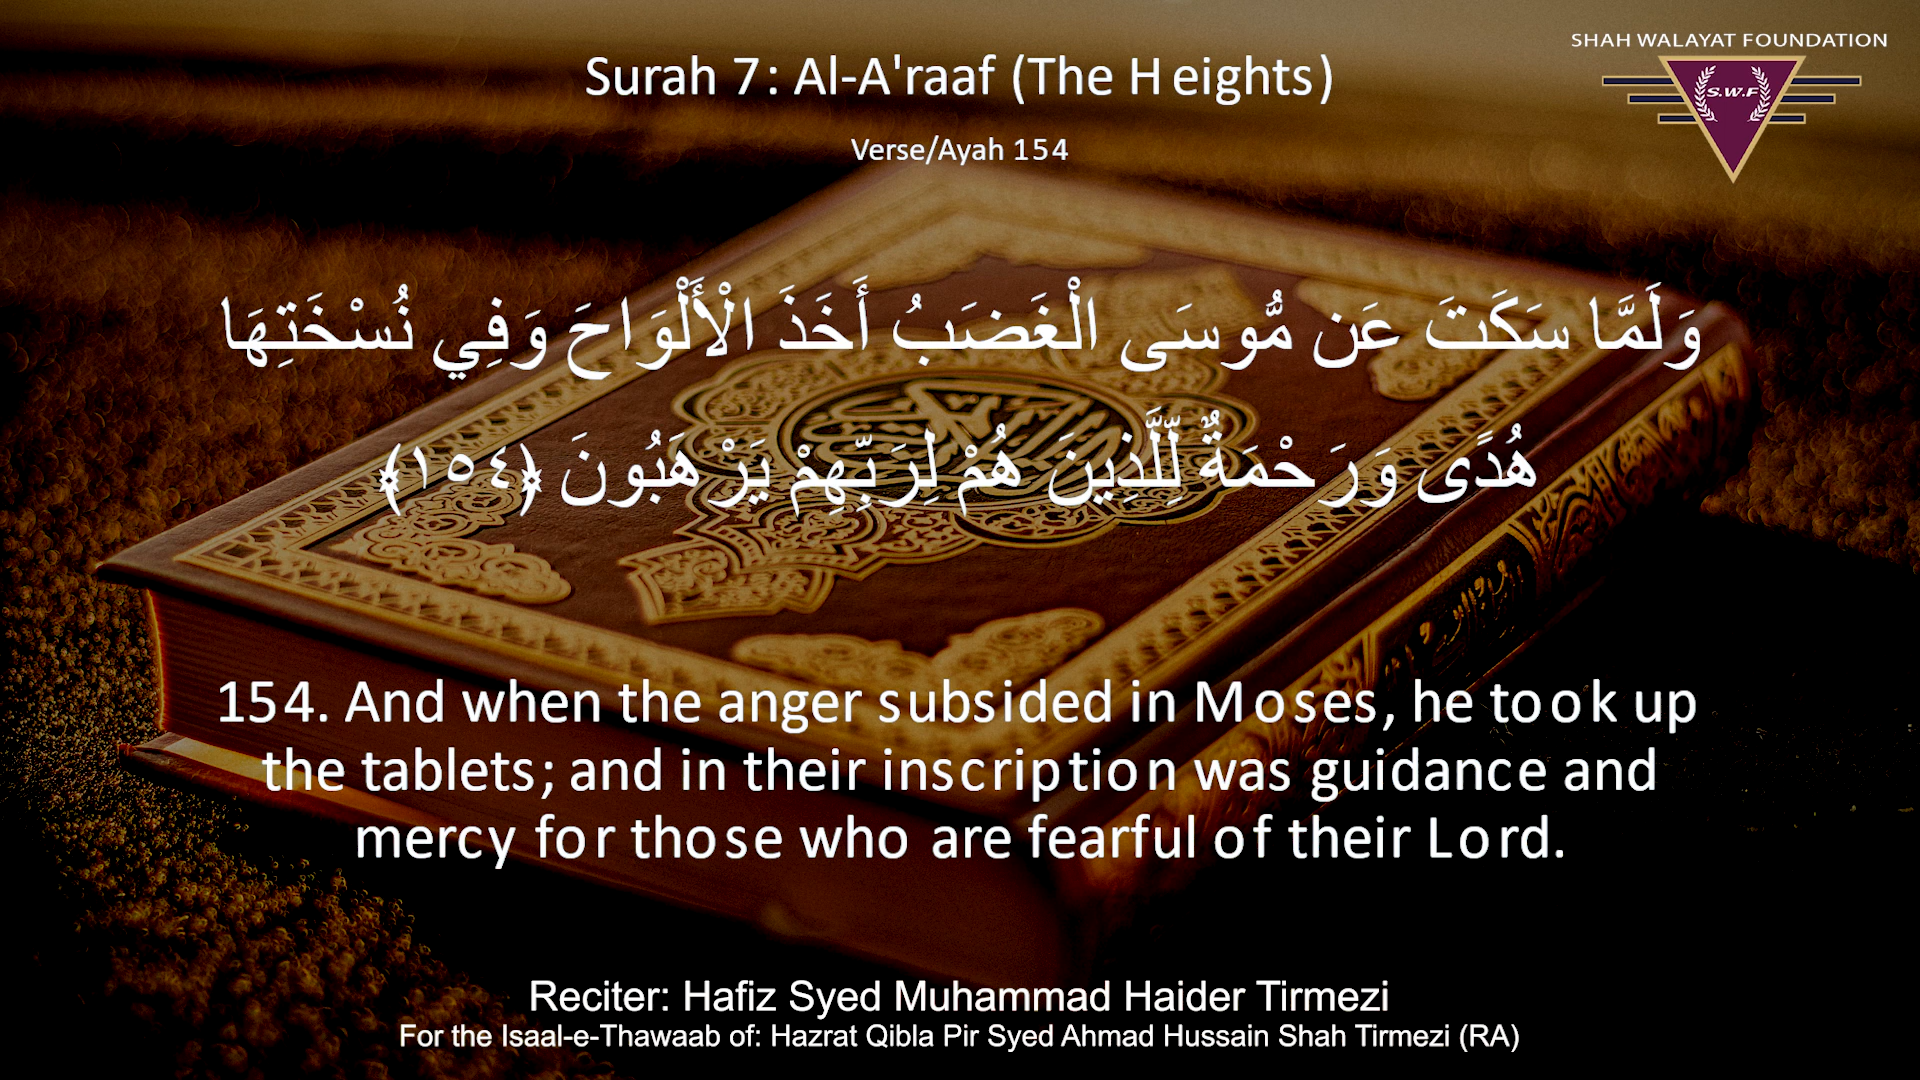 SHAH WALAYAT FOUNDATION
S.W.F
Surah 7: Al-A'raaf (The Heights)
Verse/Ayah 154
وَلَمَّا سَكَتَ عَن مُّوسَى الْغَضَبُ أَخَذَ الْأَلْوَاحَ وَفِي نُسْخَتِهَا
هُدًى وَرَحْمَةٌ لِّلَّذِينَ هُمْ لِرَبِّهِمْ يَرْهَبُونَ ﴿١٥٤﴾
154. And when the anger subsided in Moses, he took up
the tablets; and in their inscription was guidance and
mercy for those who are fearful of their Lord.
Reciter: Hafiz Syed Muhammad Haider Tirmezi
For the Isaal-e-Thawaab of: Hazrat Qibla Pir Syed Ahmad Hussain Shah Tirmezi (RA)